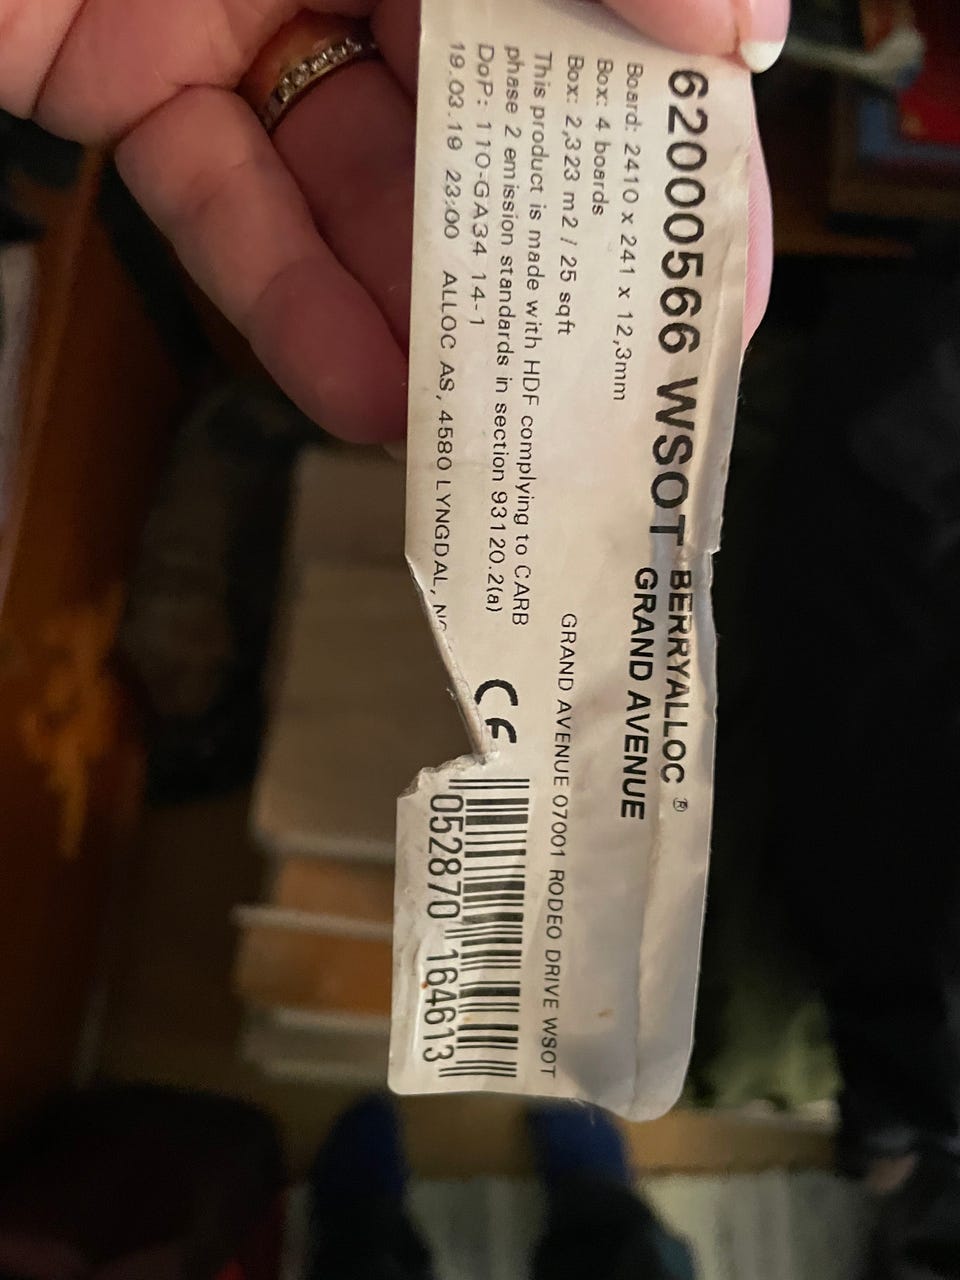 62000566 WSOT BERRYALLOC ®
GRAND AVENUE
Board: 2410 x 241 x 12,3mm
Box: 4 boards
Box: 2,323 m2 / 25 sqft
GRAND AVENUE 07001 RODEO DRIVE WSOT
This product is made with HDF complying to CARB
phase 2 emission standards in section 93120.2(a)
DoP: 110-GA34 14-1
CE
19.03.19 23:00 ALLOC AS, 4580 LYNGDAL,
052870 164613